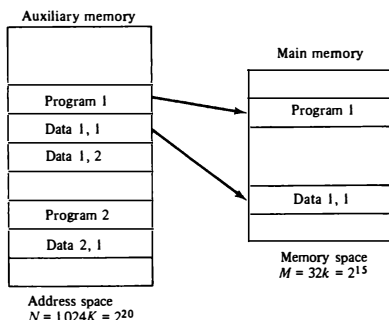 Auxiliary memory
Program 1
Data 1, 1
Data 1, 2
Program 2
Data 2, 1
Address space
N = 1024K = 2²⁰
Main memory
Program 1
Data 1, 1
Memory space
M = 32k = 2¹⁵